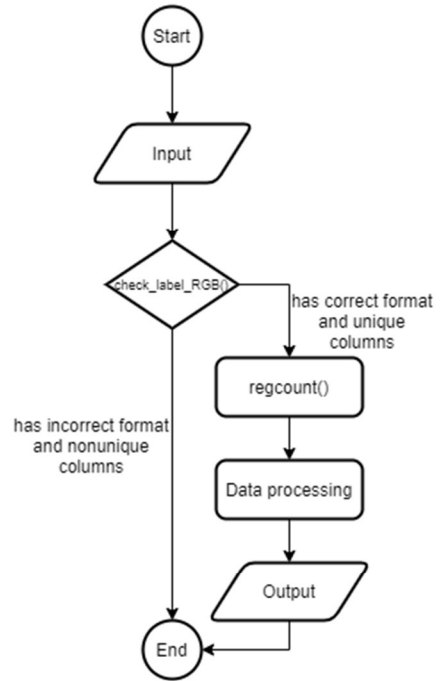 Start
Input
check_label_RGB()
has correct format
and unique
columns
regcount()
has incorrect format
and nonunique
columns
Data processing
Output
End